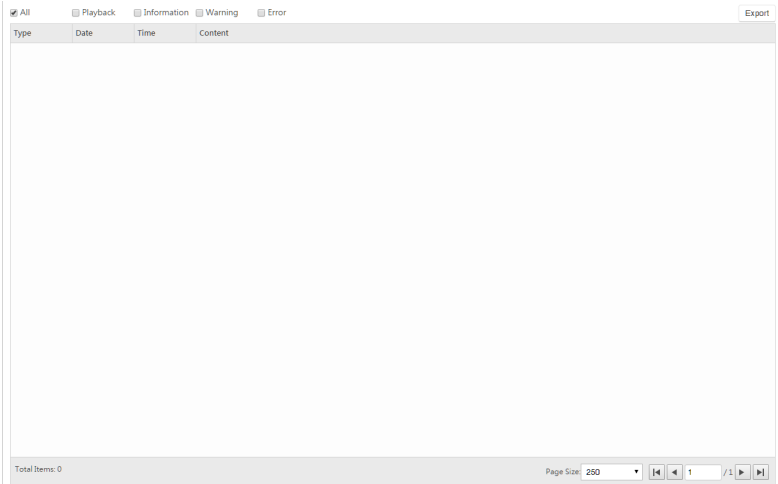 All Playback Information Warning Error Export
Type Date Time Content
Total Items: 0 Page Size: 250 1 / 1